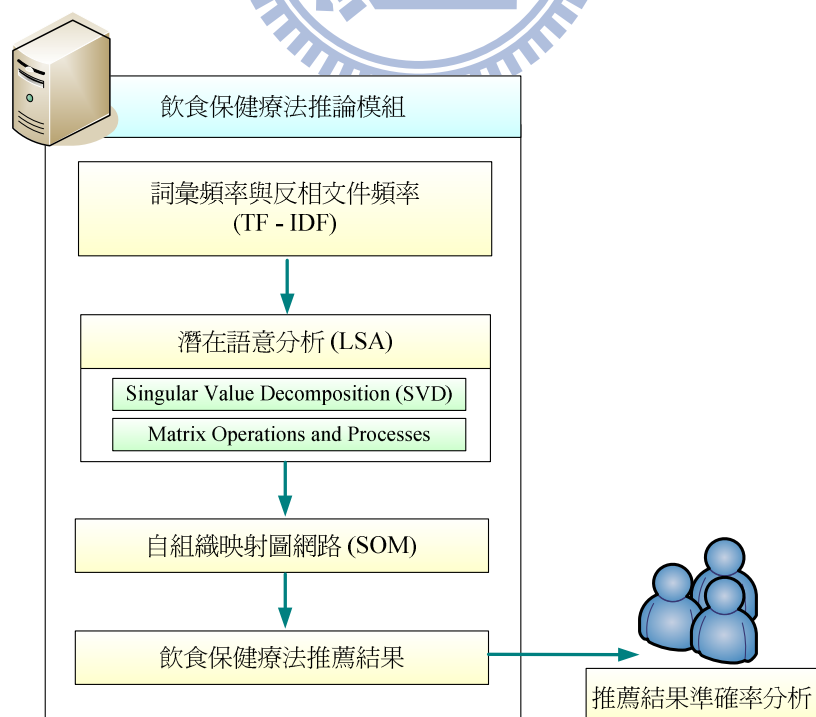 飲食保健療法推論模組
詞彙頻率與反相文件頻率
(TF - IDF)
潛在語意分析 (LSA)
Singular Value Decomposition (SVD)
Matrix Operations and Processes
自組織映射圖網路 (SOM)
飲食保健療法推薦結果
推薦結果準確率分析